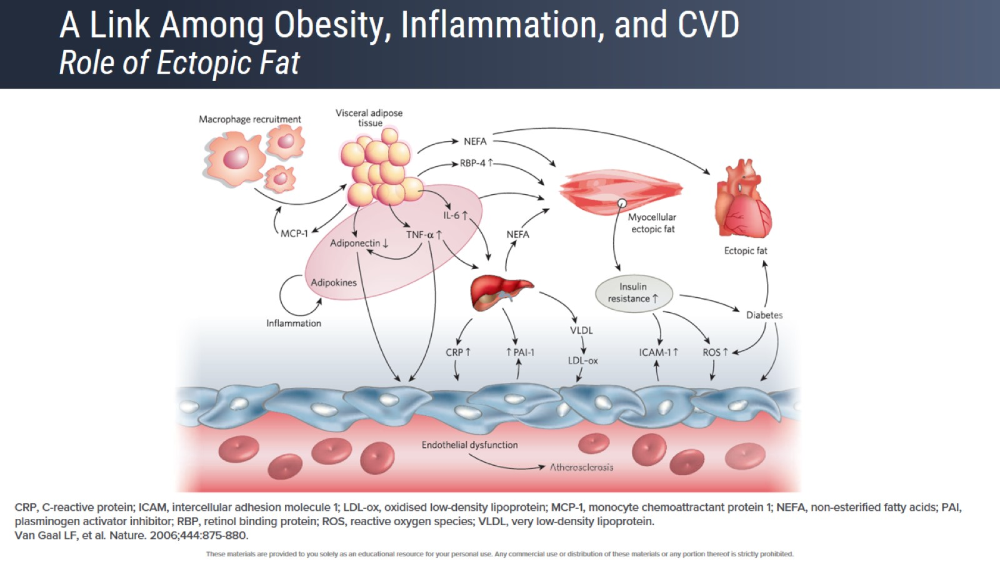 A Link Among Obesity, Inflammation, and CVD
Role of Ectopic Fat
Macrophage recruitment
Visceral adipose
tissue
NEFA
RBP-4 ↑
IL-6 ↑
MCP-1
Adiponectin ↓
TNF-α ↑
NEFA
Myocellular
ectopic fat
Ectopic fat
Adipokines
Inflammation
Insulin
resistance ↑
Diabetes
VLDL
CRP ↑
↑ PAI-1
LDL-ox
ICAM-1 ↑
ROS ↑
Endothelial dysfunction
Atherosclerosis
CRP, C-reactive protein; ICAM, intercellular adhesion molecule 1; LDL-ox, oxidised low-density lipoprotein; MCP-1, monocyte chemoattractant protein 1; NEFA, non-esterified fatty acids; PAI,
plasminogen activator inhibitor; RBP, retinol binding protein; ROS, reactive oxygen species; VLDL, very low-density lipoprotein.
Van Gaal LF, et al. Nature. 2006;444:875-880.
These materials are provided to you solely as an educational resource for your personal use. Any commercial use or distribution of these materials or any portion thereof is strictly prohibited.